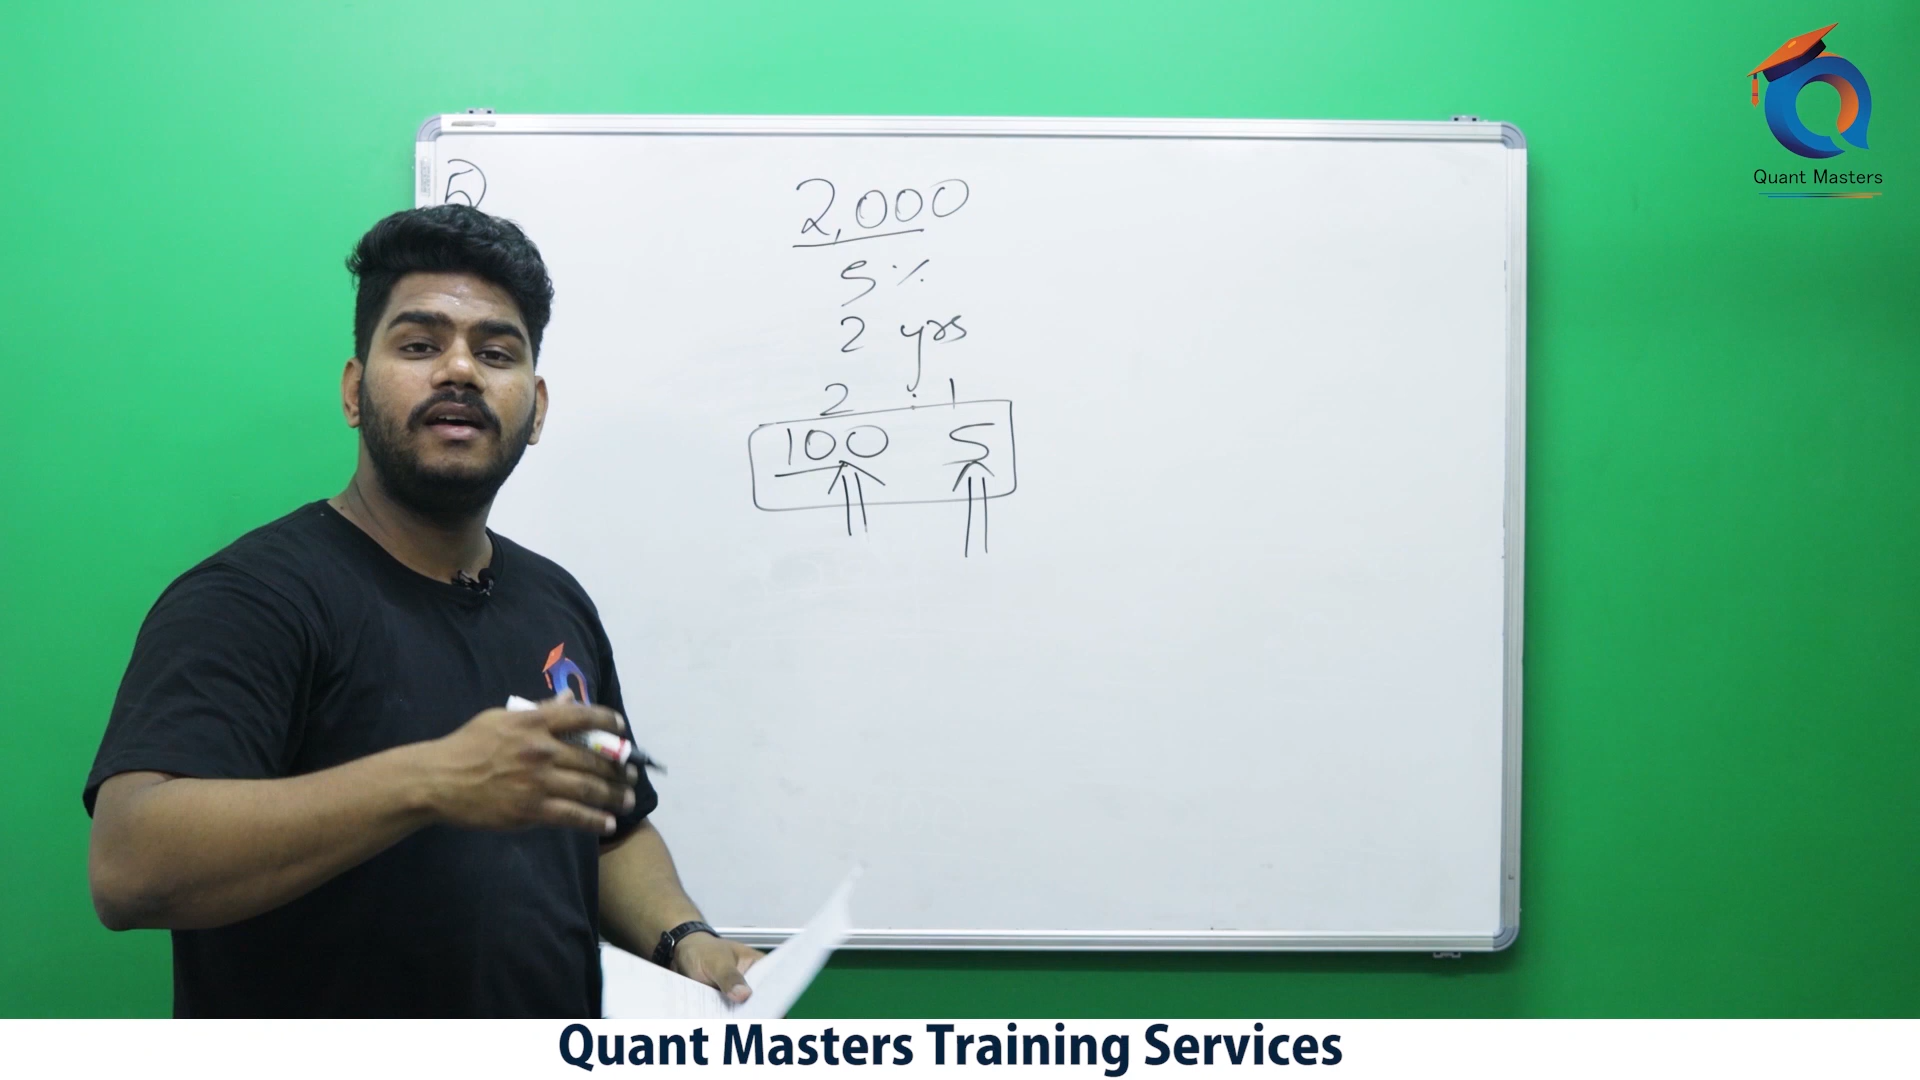 Quant Masters
5
2,000
5%
2 yrs
2 : 1
100 5
Quant Masters Training Services